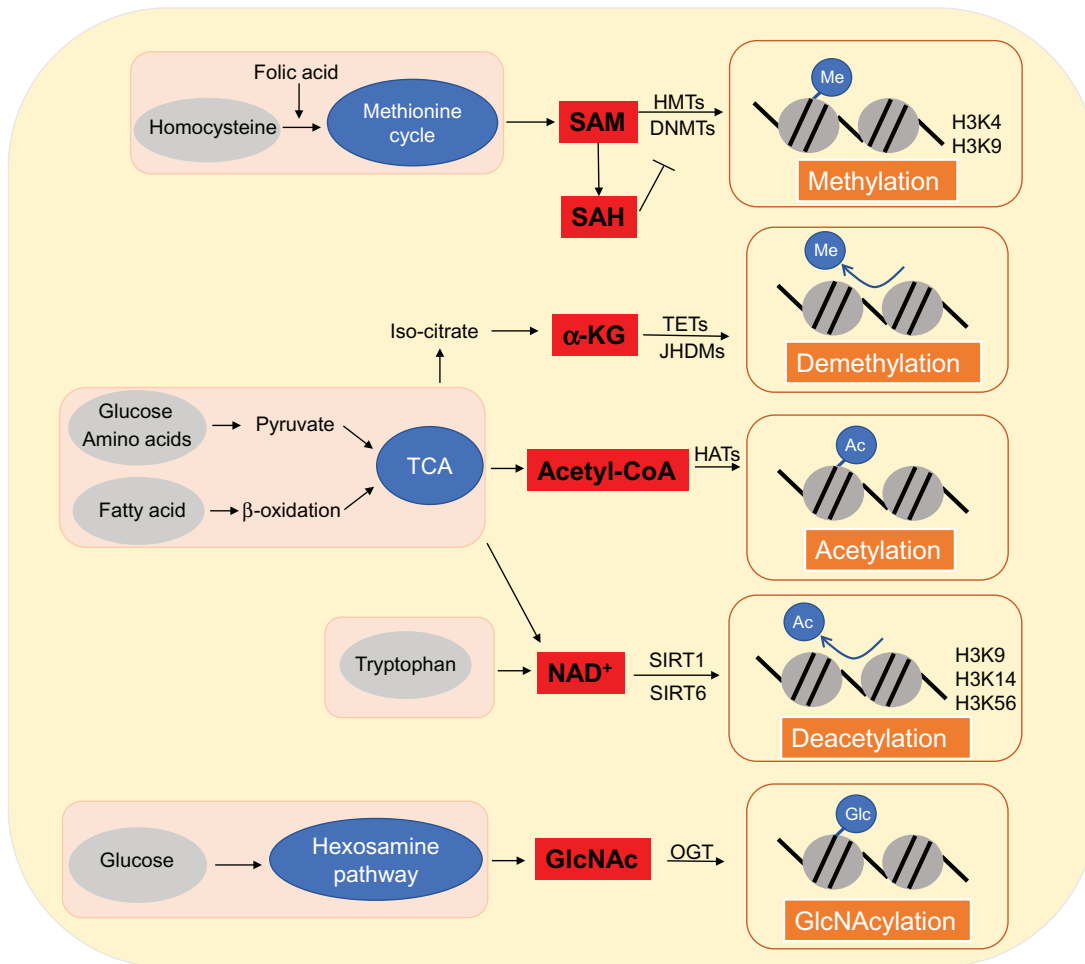 Folic acid
Homocysteine
Methionine
cycle
SAM
HMTs
DNMTs
Me
H3K4
H3K9
Methylation
SAH
Me
Iso-citrate
α-KG
TETs
JHDMs
Demethylation
Glucose
Amino acids
Pyruvate
TCA
Fatty acid
β-oxidation
Acetyl-CoA
HATs
Ac
Acetylation
Tryptophan
NAD⁺
SIRT1
SIRT6
Ac
H3K9
H3K14
H3K56
Deacetylation
Glucose
Hexosamine
pathway
GlcNAc
OGT
Glc
GlcNAcylation